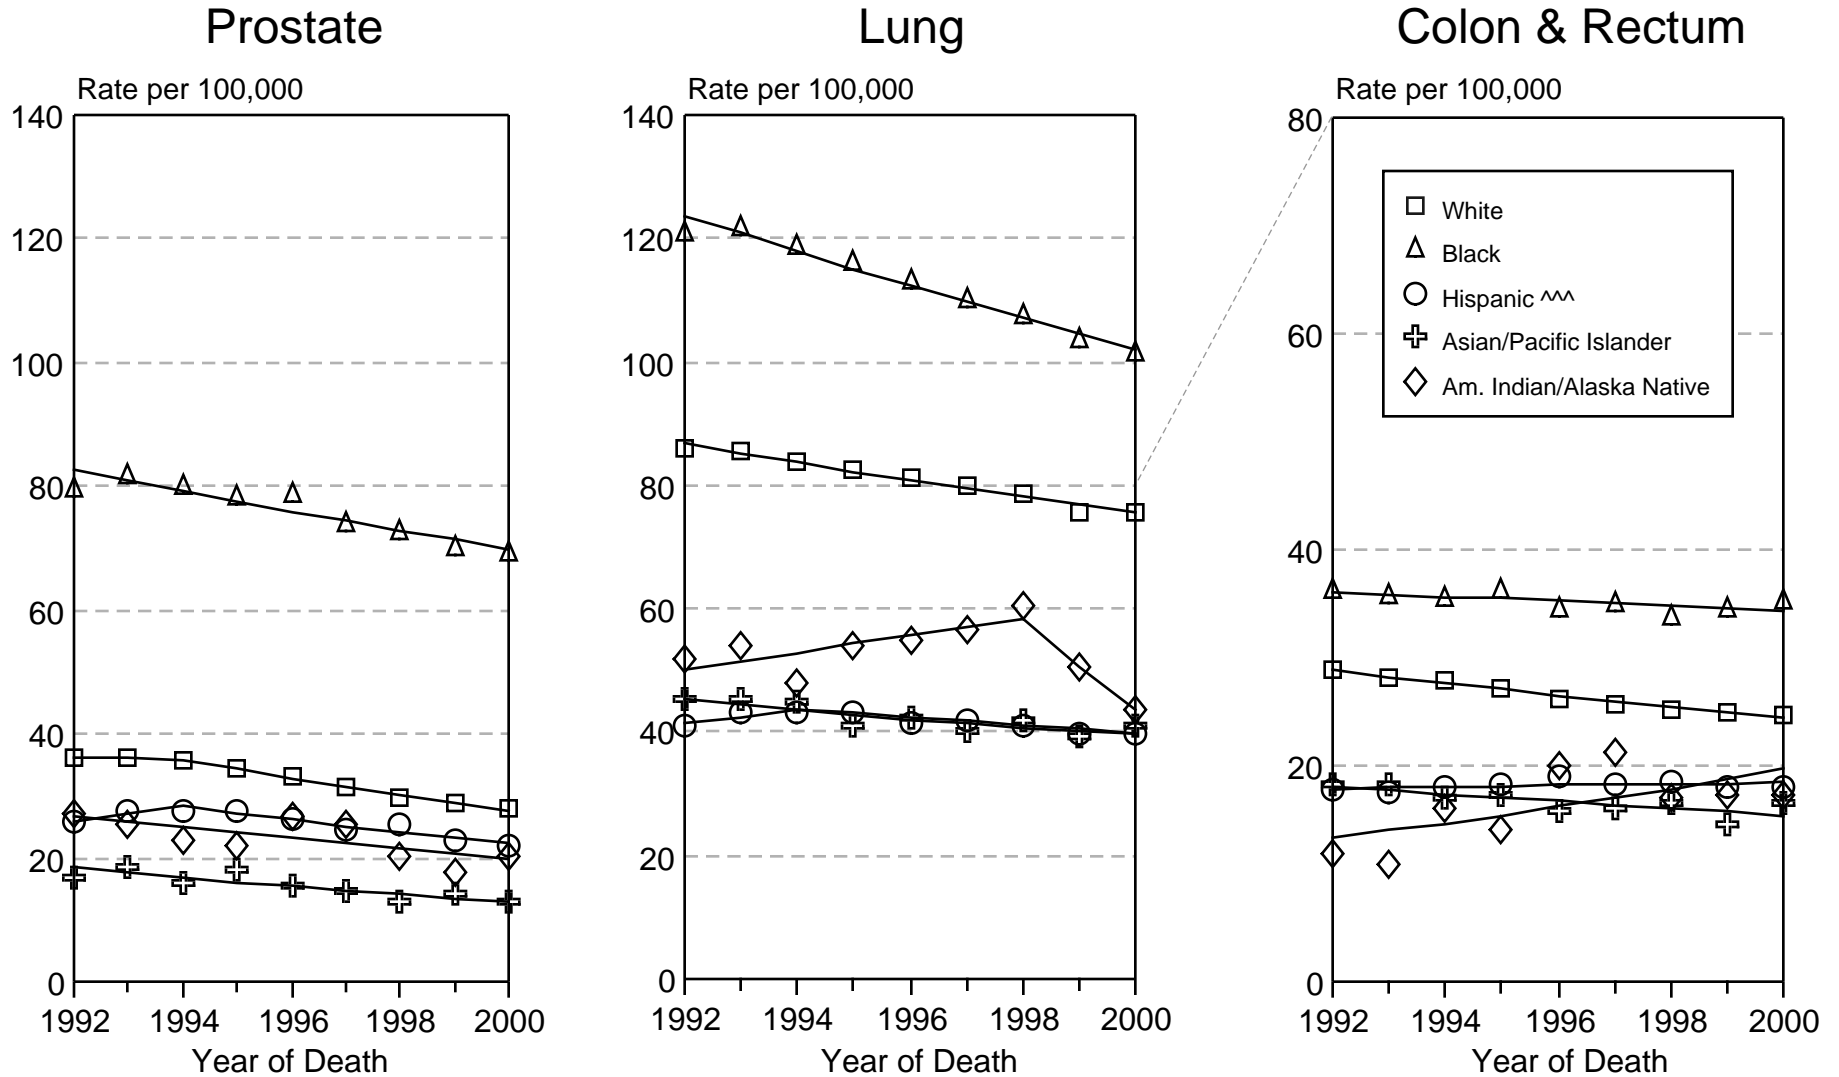 Prostate
Rate per 100,000
140
120
100
80
60
40
20
0
1992 1994 1996 1998 2000
Year of Death
Lung
Rate per 100,000
140
120
100
80
60
40
20
0
1992 1994 1996 1998 2000
Year of Death
Colon & Rectum
Rate per 100,000
80
60
40
20
0
White
Black
Hispanic ^^^
Asian/Pacific Islander
Am. Indian/Alaska Native
1992 1994 1996 1998 2000
Year of Death